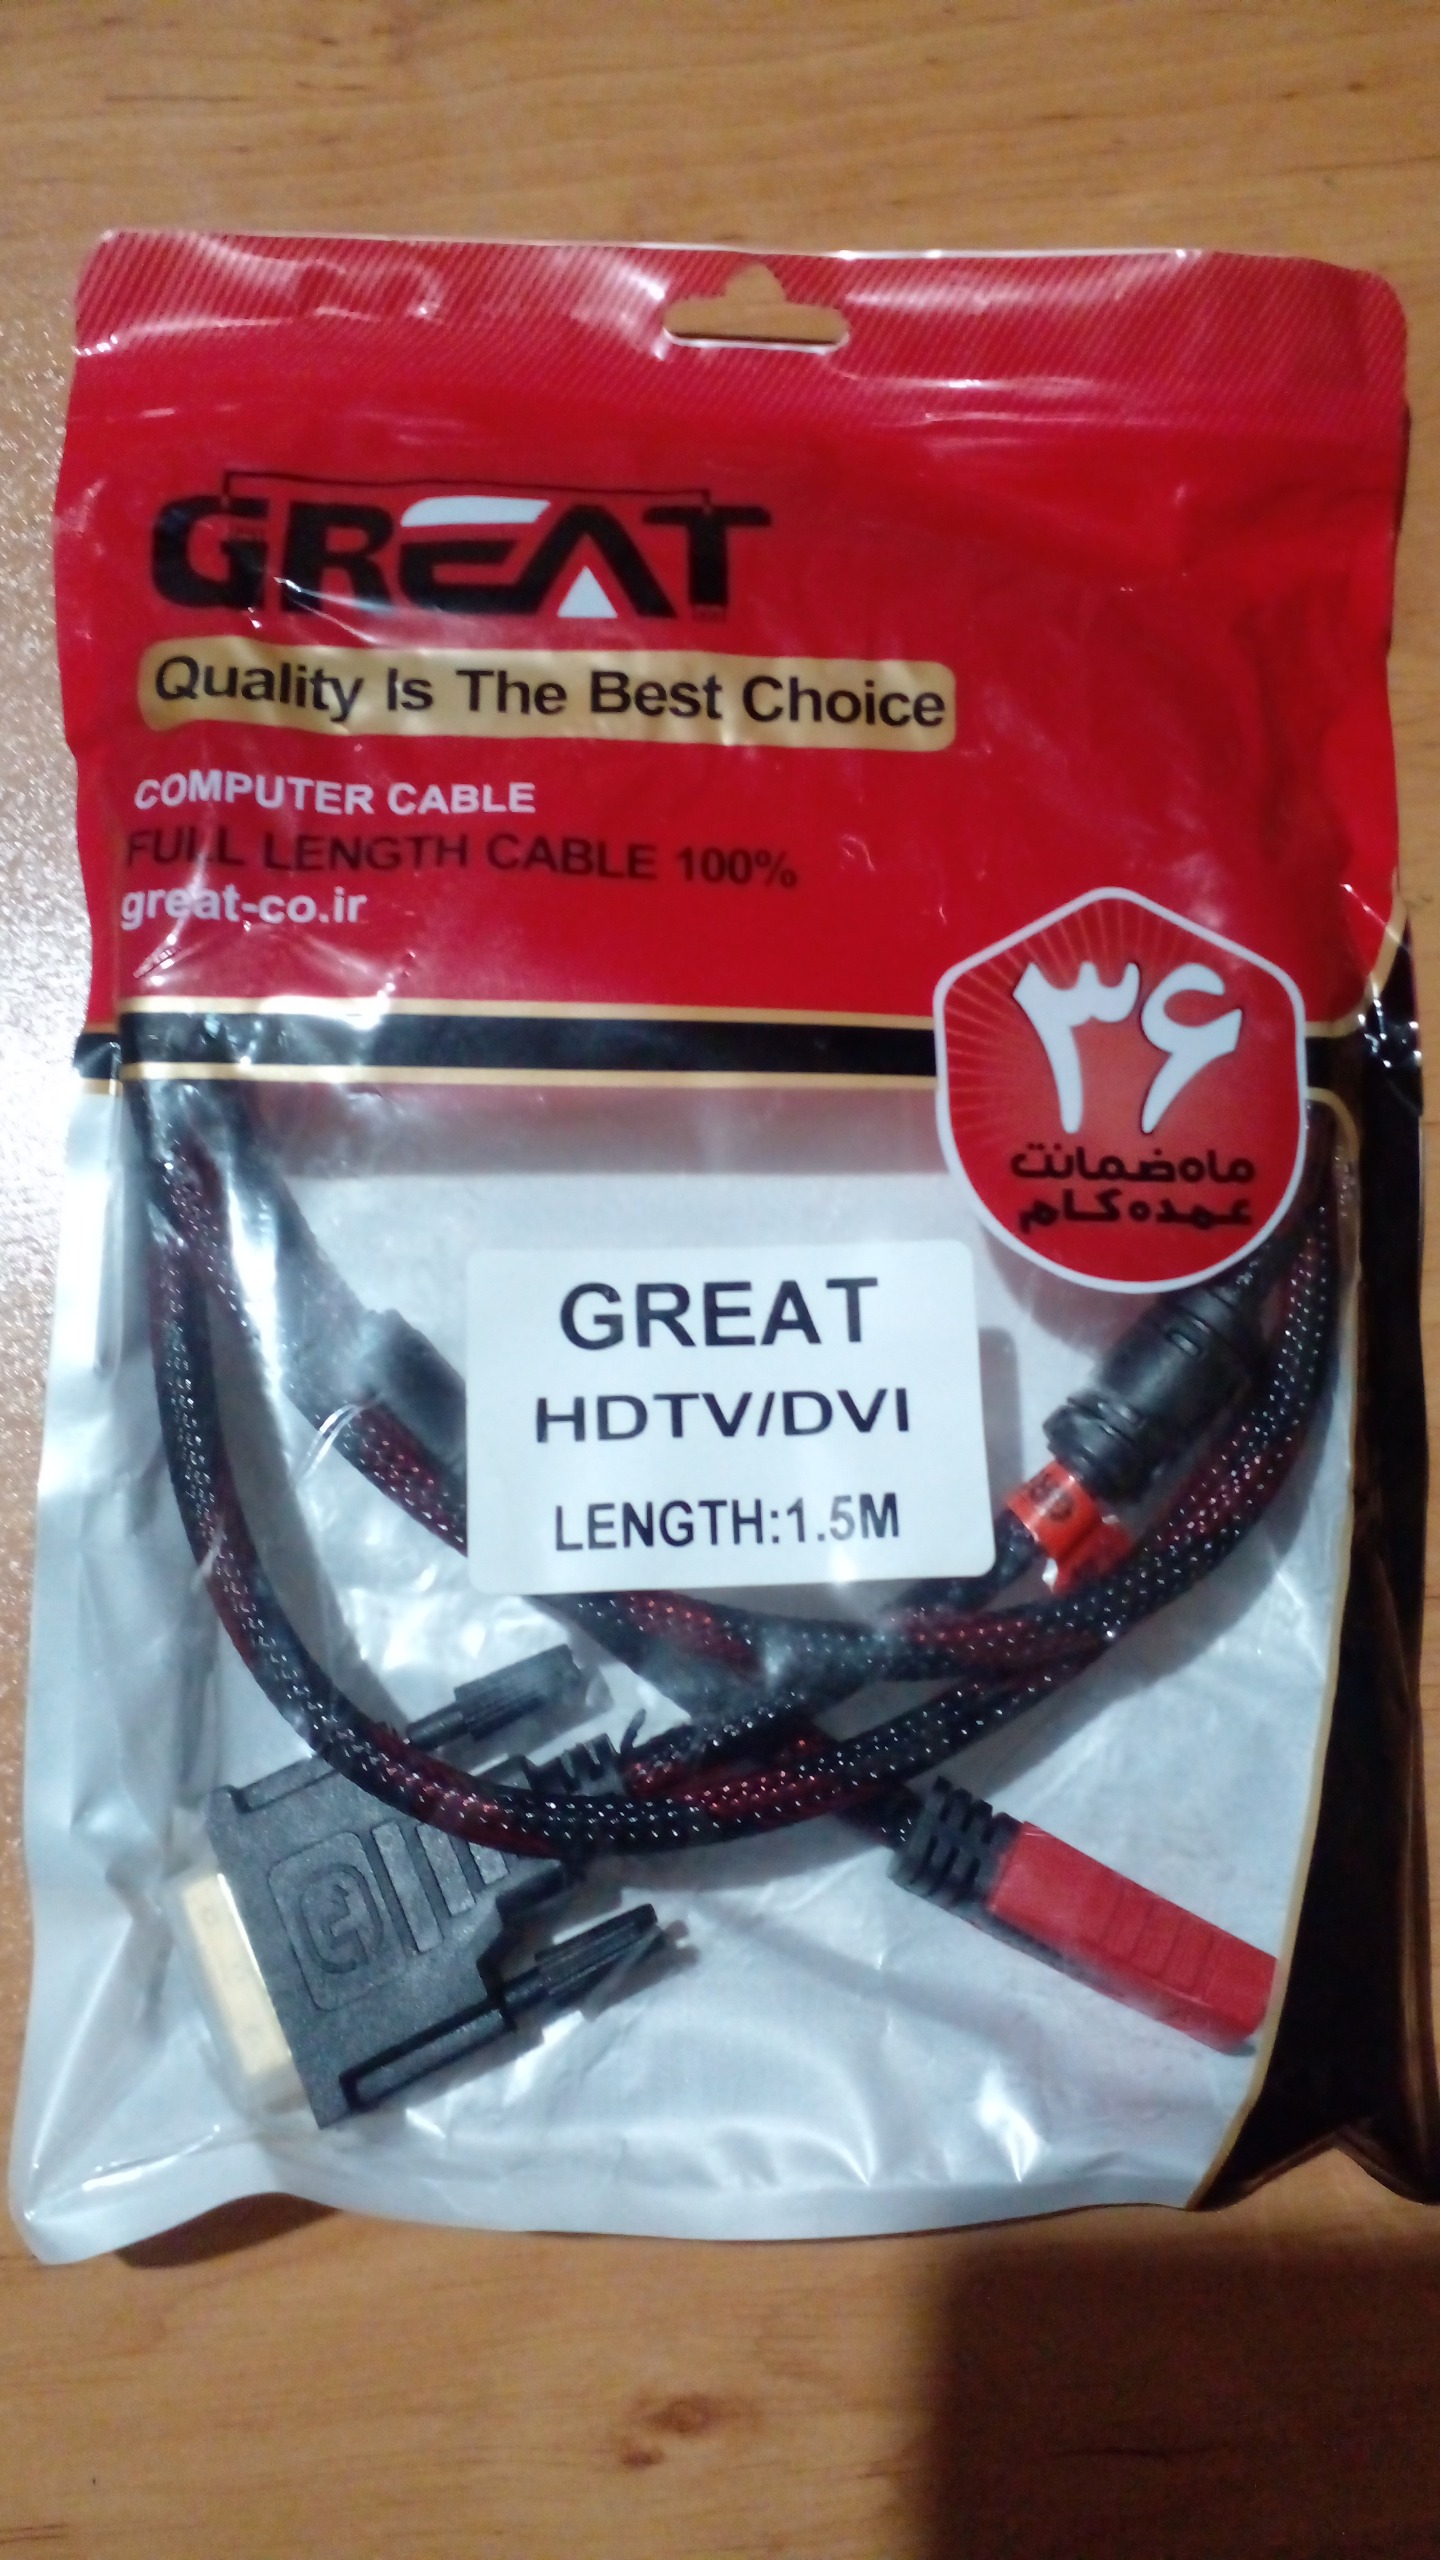 GREAT
Quality Is The Best Choice
COMPUTER CABLE
FULL LENGTH CABLE 100%
great-co.ir
۳۶
ماه ضمانت
عمده کام
GREAT
HDTV/DVI
LENGTH:1.5M